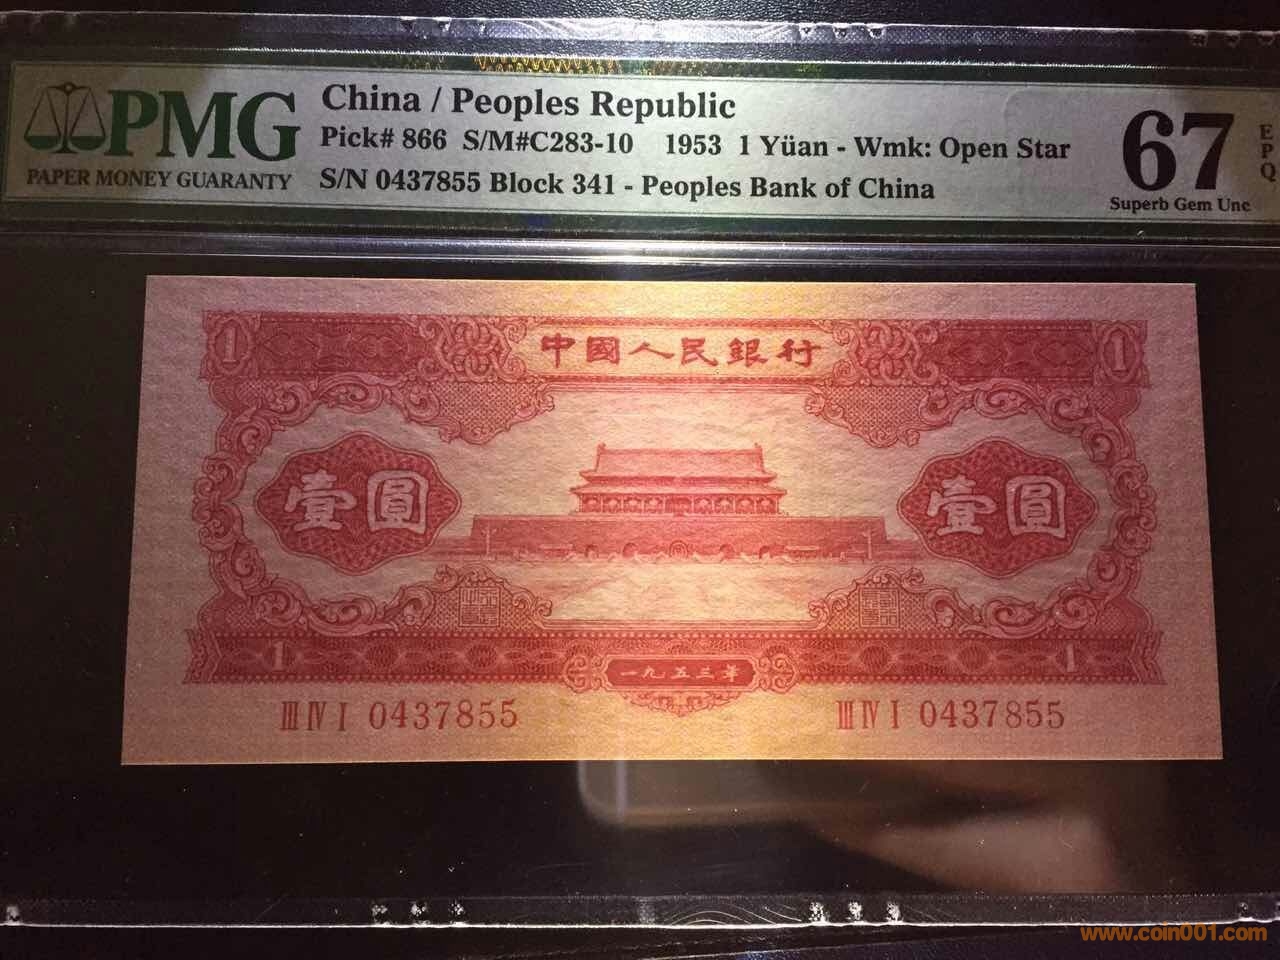 PMG
PAPER MONEY GUARANTY
China / Peoples Republic
Pick# 866 S/M#C283-10 1953 1 Yüan - Wmk: Open Star
S/N 0437855 Block 341 - Peoples Bank of China
67
EPQ
Superb Gem Unc
1 中國人民銀行 1
壹圓 壹圓
1 一九五三年 1
III IV I 0437855 III IV I 0437855
www.coin001.com